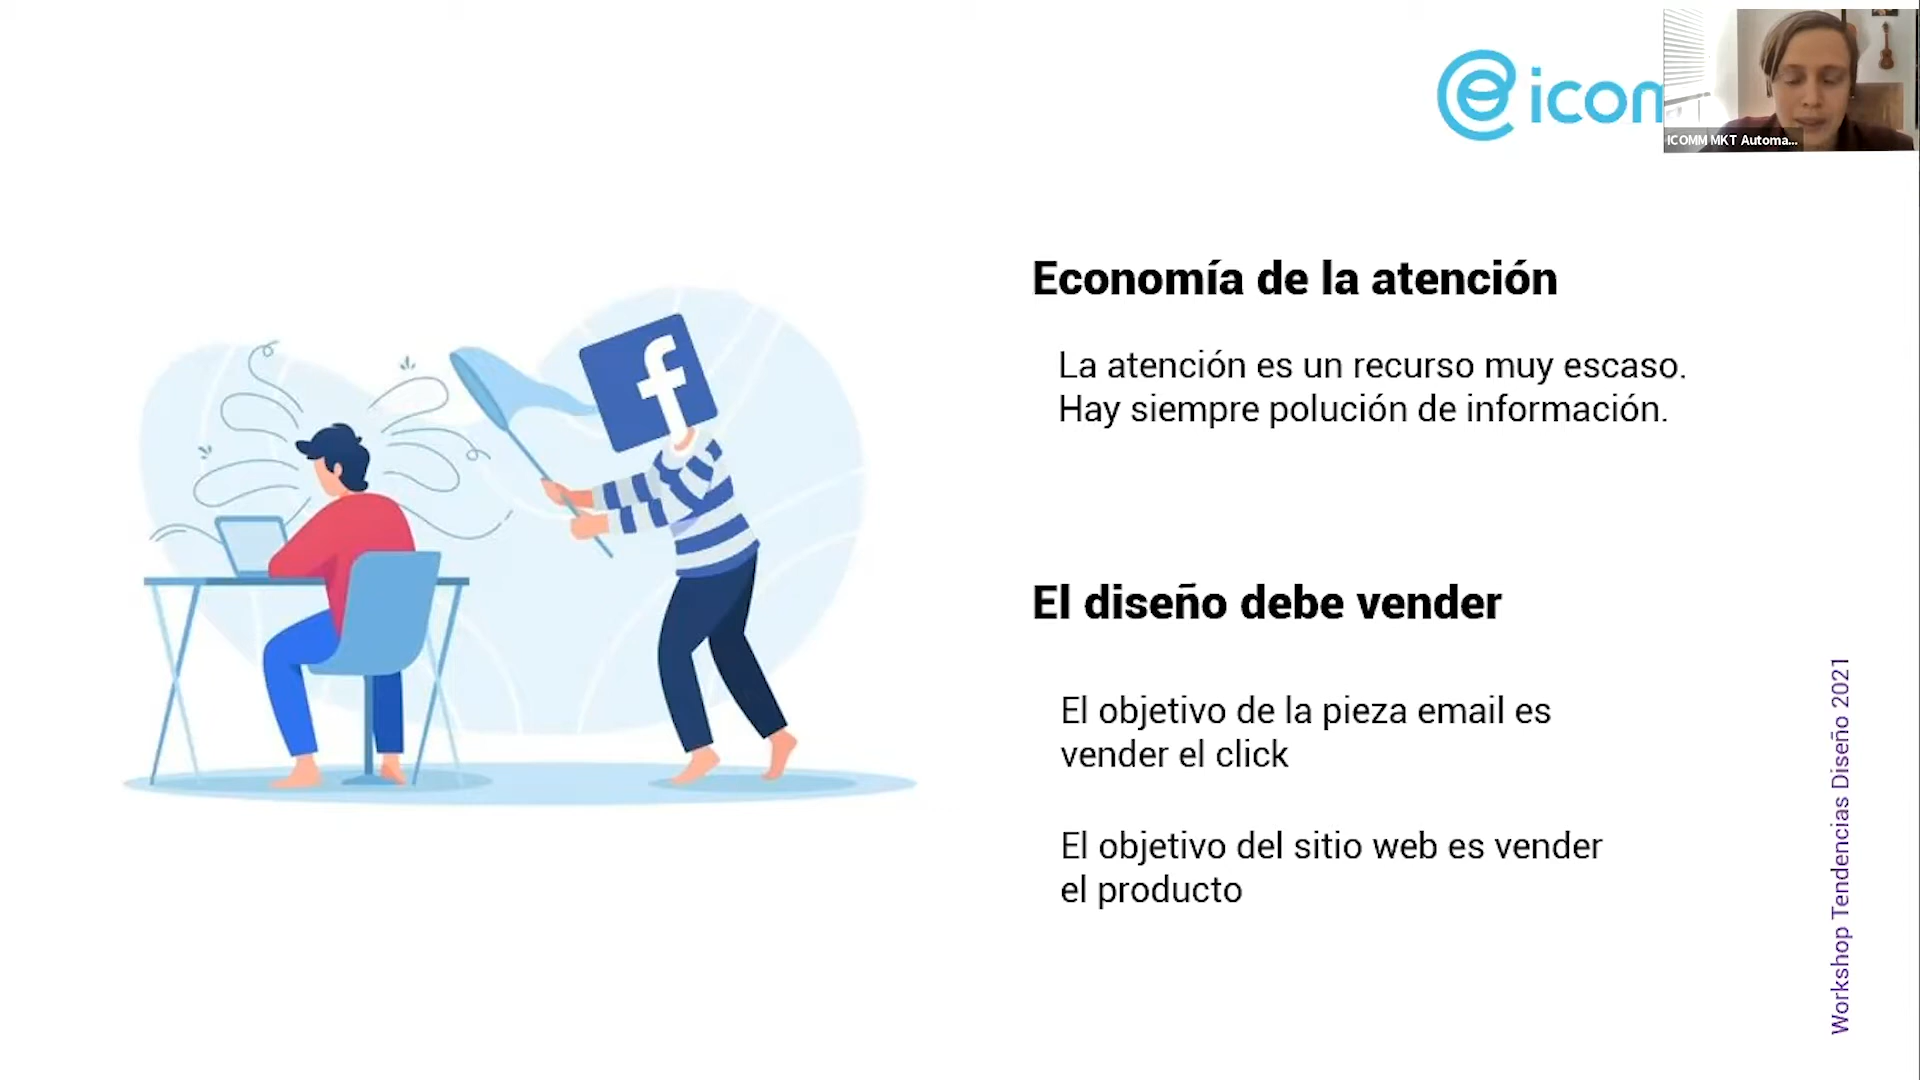 icom
ICOMM MKT Automa...
Economía de la atención
La atención es un recurso muy escaso.
Hay siempre polución de información.
El diseño debe vender
El objetivo de la pieza email es
vender el click
El objetivo del sitio web es vender
el producto
Workshop Tendencias Diseño 2021